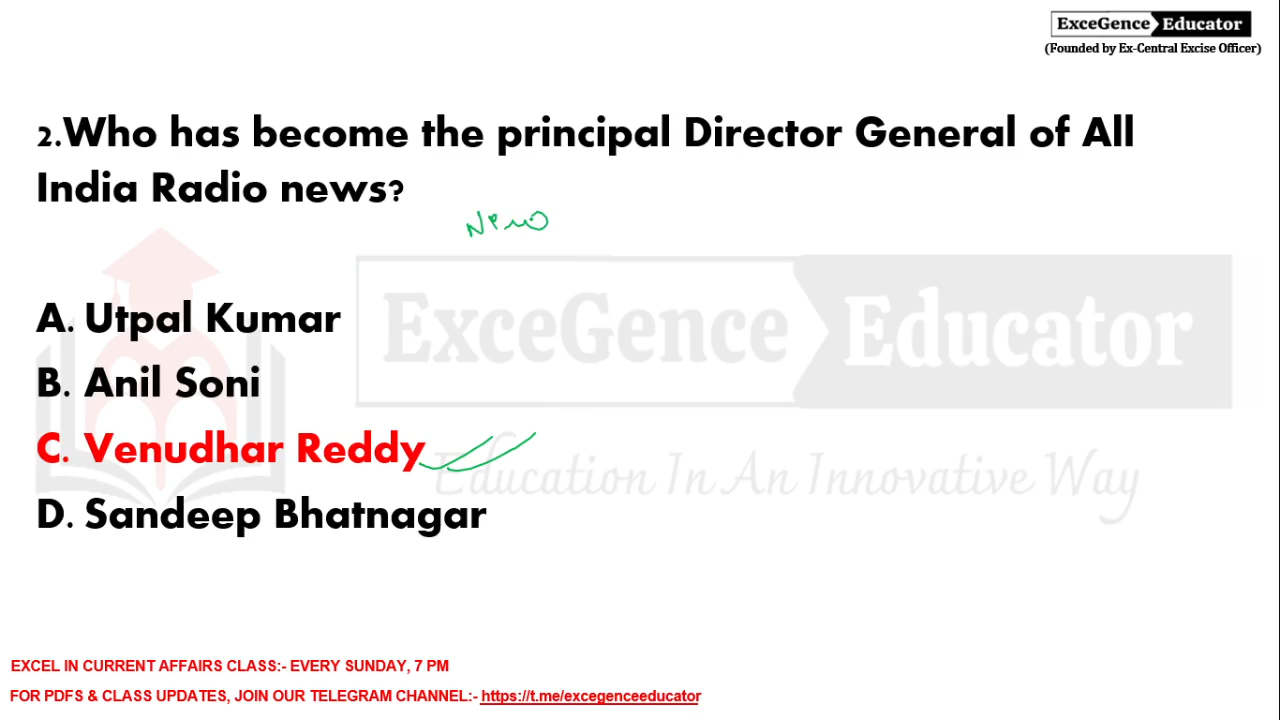 ExceGence Educator
(Founded by Ex-Central Excise Officer)
2.Who has become the principal Director General of All
India Radio news?
ExceGence Educator
A. Utpal Kumar
B. Anil Soni
C. Venudhar Reddy
Education In An Innovative Way
D. Sandeep Bhatnagar
EXCEL IN CURRENT AFFAIRS CLASS:- EVERY SUNDAY, 7 PM
FOR PDFS & CLASS UPDATES, JOIN OUR TELEGRAM CHANNEL:- https://t.me/excegenceeducator